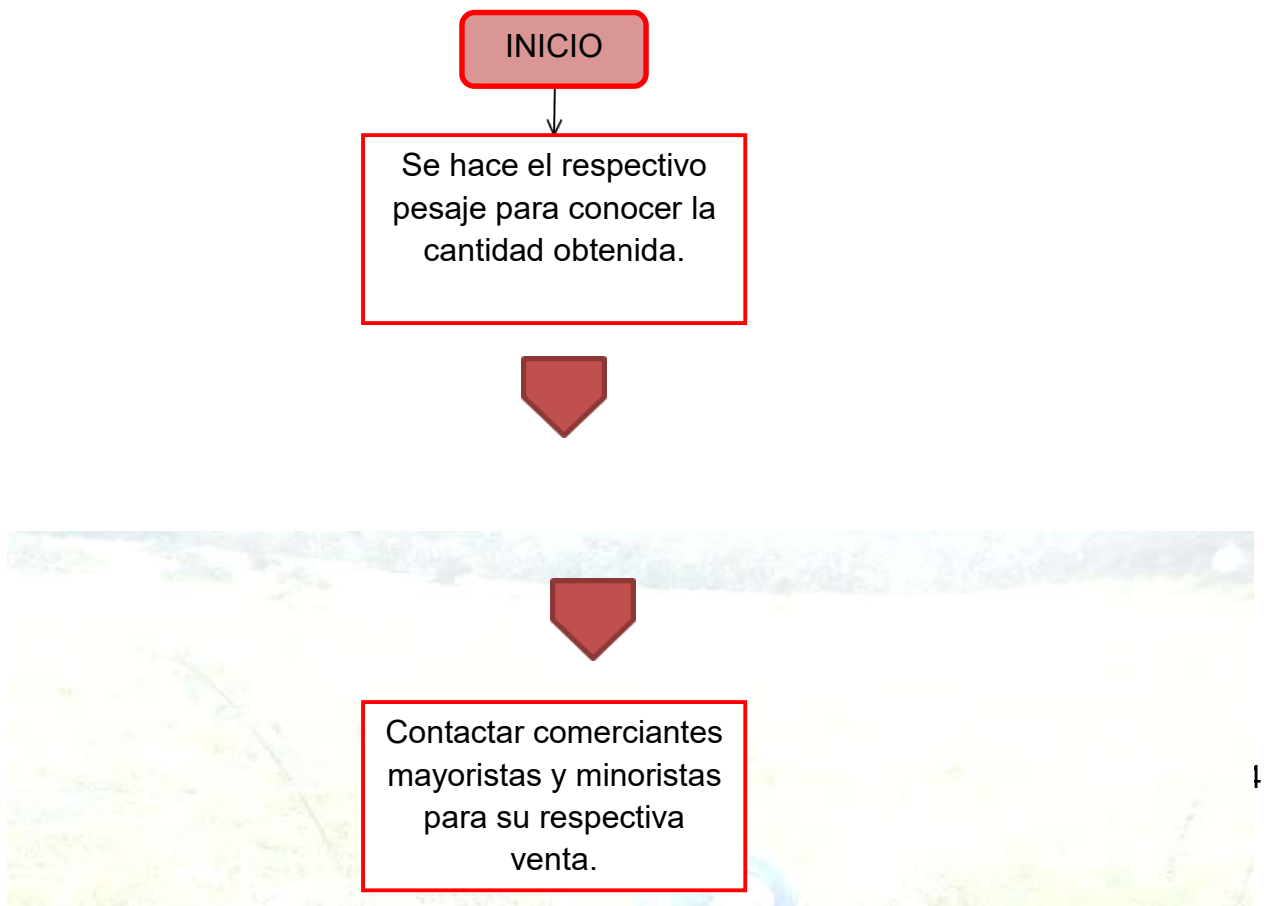 INICIO
Se hace el respectivo
pesaje para conocer la
cantidad obtenida.
Contactar comerciantes
mayoristas y minoristas
para su respectiva
venta.